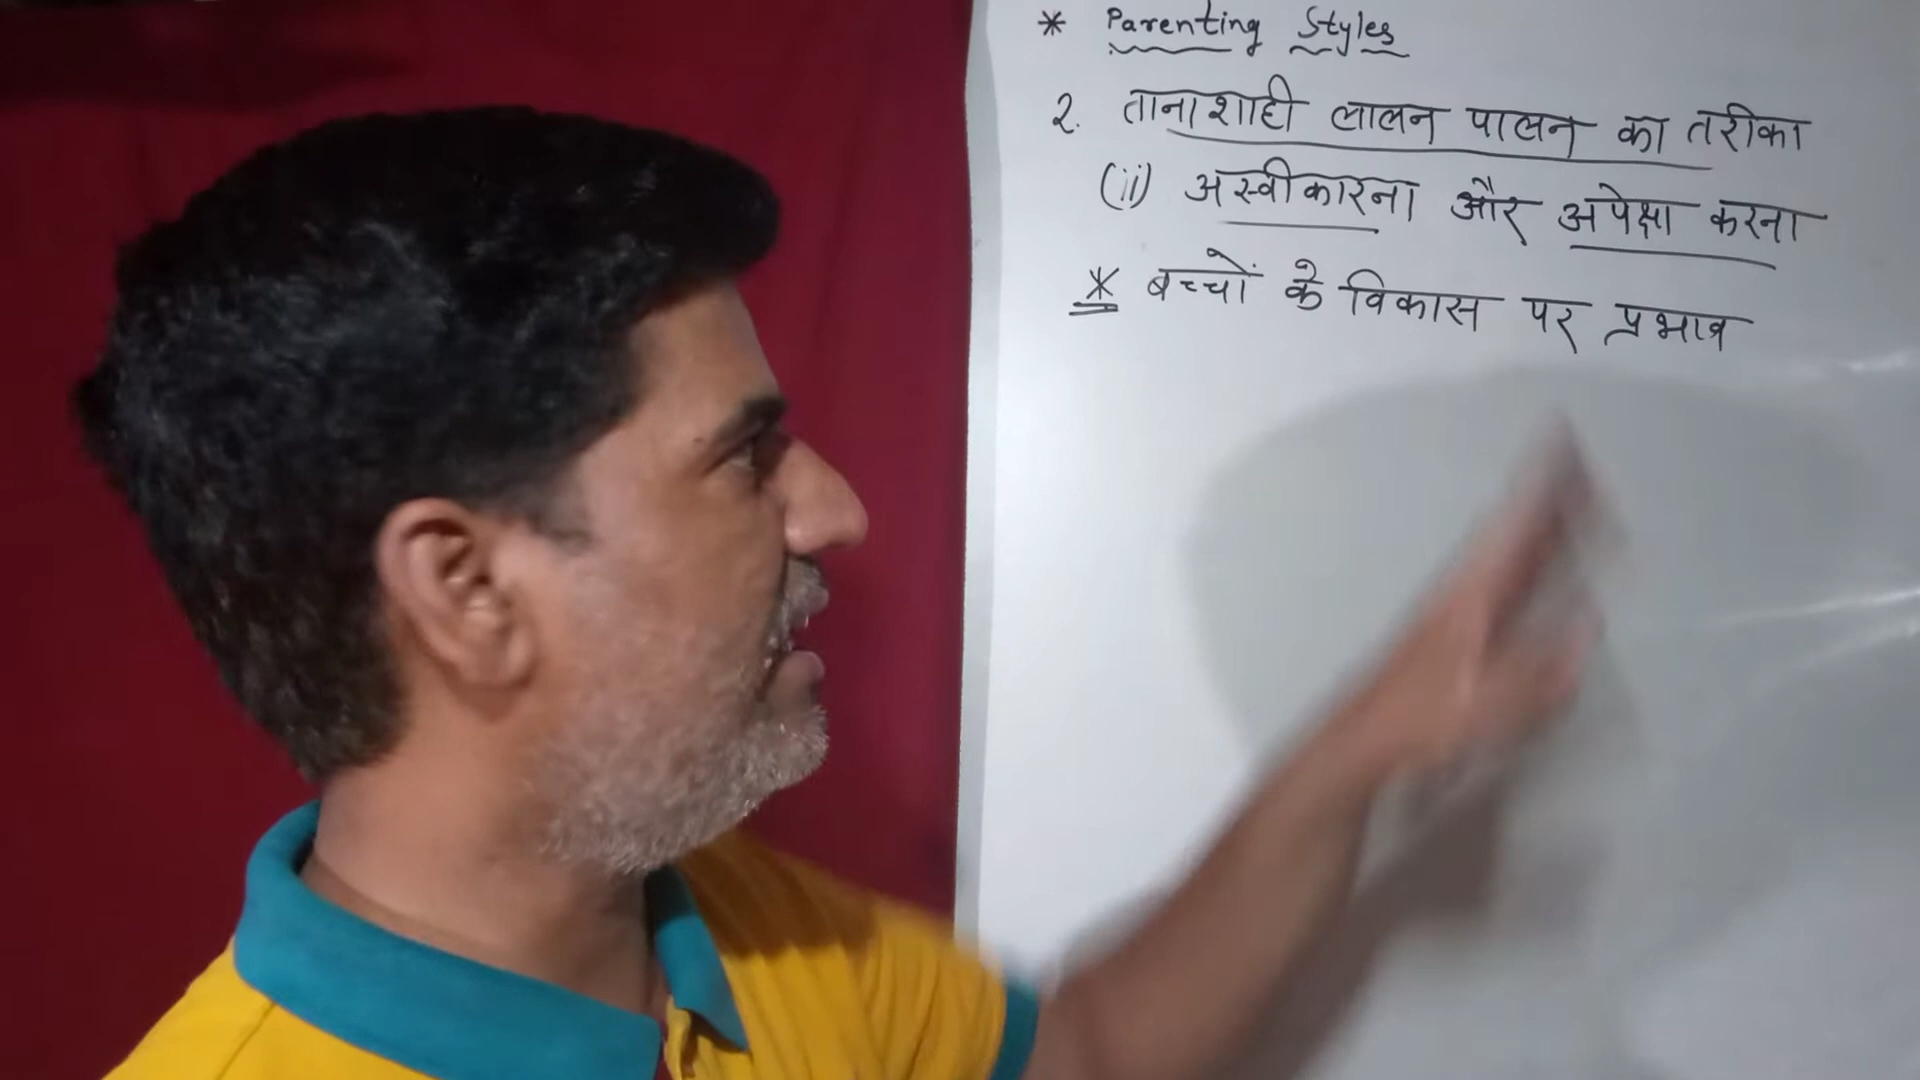 * Parenting Styles
2. तानाशाही लालन पालन का तरीका
(ii) अस्वीकारना और अपेक्षा करना
* बच्चों के विकास पर प्रभाव